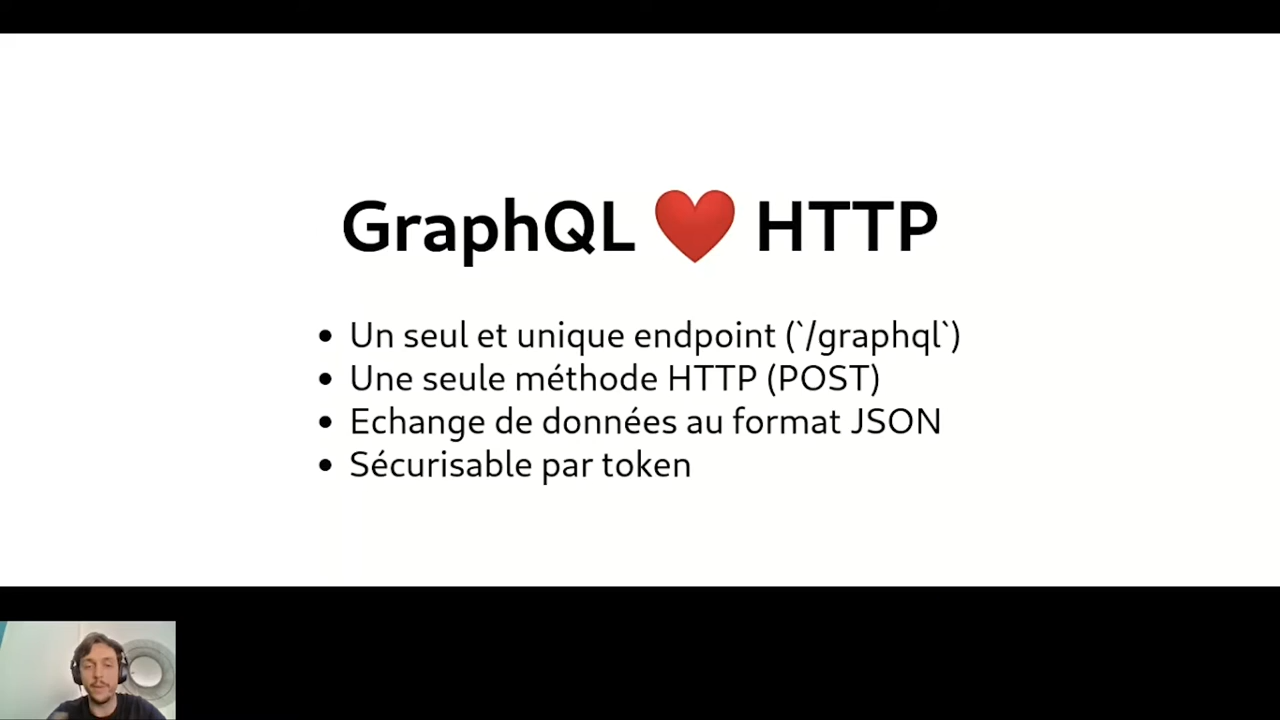 GraphQL ❤️ HTTP
• Un seul et unique endpoint (`/graphql`)
• Une seule méthode HTTP (POST)
• Echange de données au format JSON
• Sécurisable par token